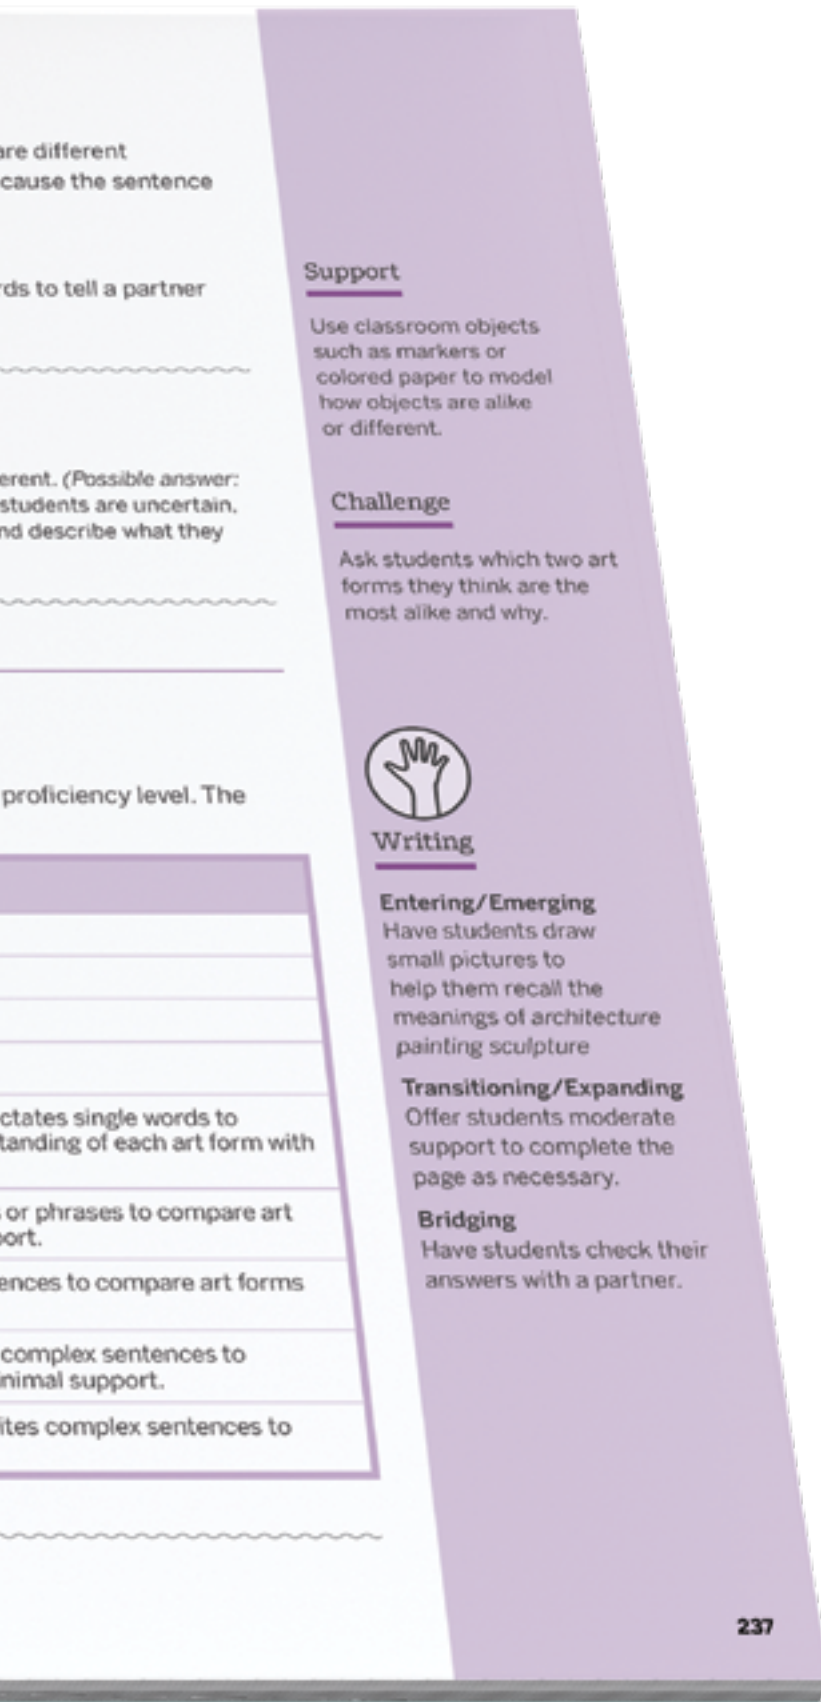 are different
cause the sentence
rds to tell a partner
erent. (Possible answer:
students are uncertain,
nd describe what they
proficiency level. The
ctates single words to
tanding of each art form with
or phrases to compare art
port.
ences to compare art forms
complex sentences to
nimal support.
ites complex sentences to
Support
Use classroom objects
such as markers or
colored paper to model
how objects are alike
or different.
Challenge
Ask students which two art
forms they think are the
most alike and why.
Writing
Entering/Emerging
Have students draw
small pictures to
help them recall the
meanings of architecture
painting sculpture
Transitioning/Expanding
Offer students moderate
support to complete the
page as necessary.
Bridging
Have students check their
answers with a partner.
237